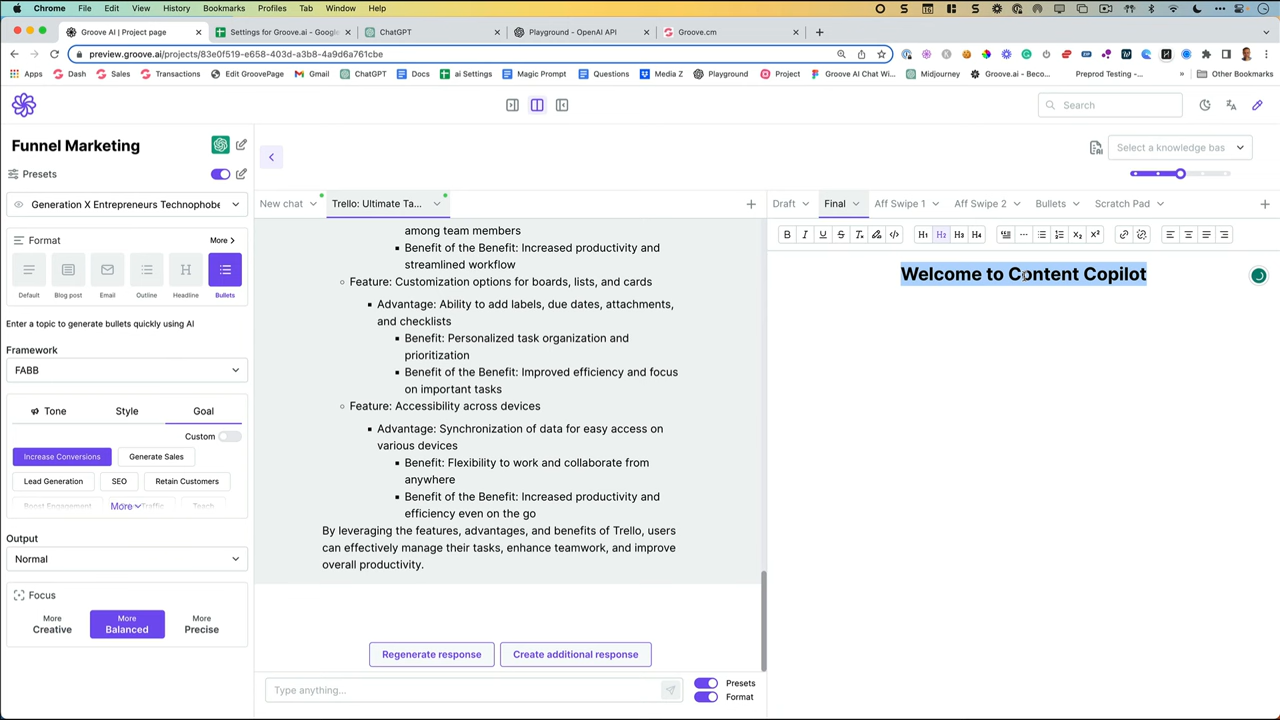 Chrome File Edit View History Bookmarks Profiles Tab Window Help
Groove AI | Project page
Settings for Groove.ai - Google
ChatGPT
Playground - OpenAI API
Groove.cm
preview.groove.ai/projects/83e0f519-e658-403d-a3b8-4a9d6a761cbe
Apps Dash Sales Transactions Edit GroovePage Gmail ChatGPT Docs ai Settings Magic Prompt Questions Media Z Playground Project Groove AI Chat Wi... Midjourney Groove.ai - Beco... Preprod Testing - ... Other Bookmarks
Search
Funnel Marketing
Presets
Generation X Entrepreneurs Technophobe
Format
More
Default Blog post Email Outline Headline Bullets
Enter a topic to generate bullets quickly using AI
Framework
FABB
Tone Style Goal
Custom
Increase Conversions Generate Sales
Lead Generation SEO Retain Customers
Boost Engagement More Traffic Teach
Output
Normal
Focus
More Creative
More Balanced
More Precise
New chat
Trello: Ultimate Ta...
among team members
Benefit of the Benefit: Increased productivity and
streamlined workflow
Feature: Customization options for boards, lists, and cards
Advantage: Ability to add labels, due dates, attachments,
and checklists
Benefit: Personalized task organization and
prioritization
Benefit of the Benefit: Improved efficiency and focus
on important tasks
Feature: Accessibility across devices
Advantage: Synchronization of data for easy access on
various devices
Benefit: Flexibility to work and collaborate from
anywhere
Benefit of the Benefit: Increased productivity and
efficiency even on the go
By leveraging the features, advantages, and benefits of Trello, users
can effectively manage their tasks, enhance teamwork, and improve
overall productivity.
Regenerate response
Create additional response
Type anything...
Presets
Format
Select a knowledge bas
Draft Final Aff Swipe 1 Aff Swipe 2 Bullets Scratch Pad
B I U S H1 H2 H3 H4
Welcome to Content Copilot